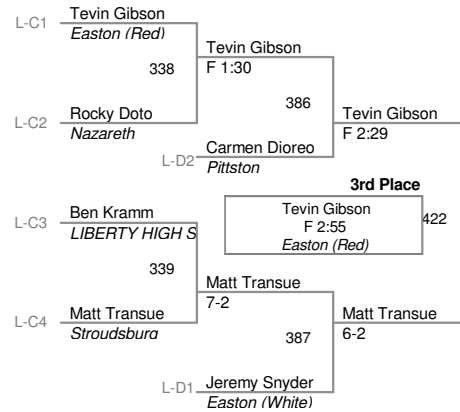 L-C1
Tevin Gibson
Easton (Red)
338
Tevin Gibson
F 1:30
L-C2
Rocky Doto
Nazareth
386
Tevin Gibson
F 2:29
L-D2
Carmen Dioreo
Pittston
3rd Place
Tevin Gibson
F 2:55
Easton (Red)
422
L-C3
Ben Kramm
LIBERTY HIGH S
339
Matt Transue
7-2
L-C4
Matt Transue
Stroudsburg
387
Matt Transue
6-2
L-D1
Jeremy Snyder
Easton (White)